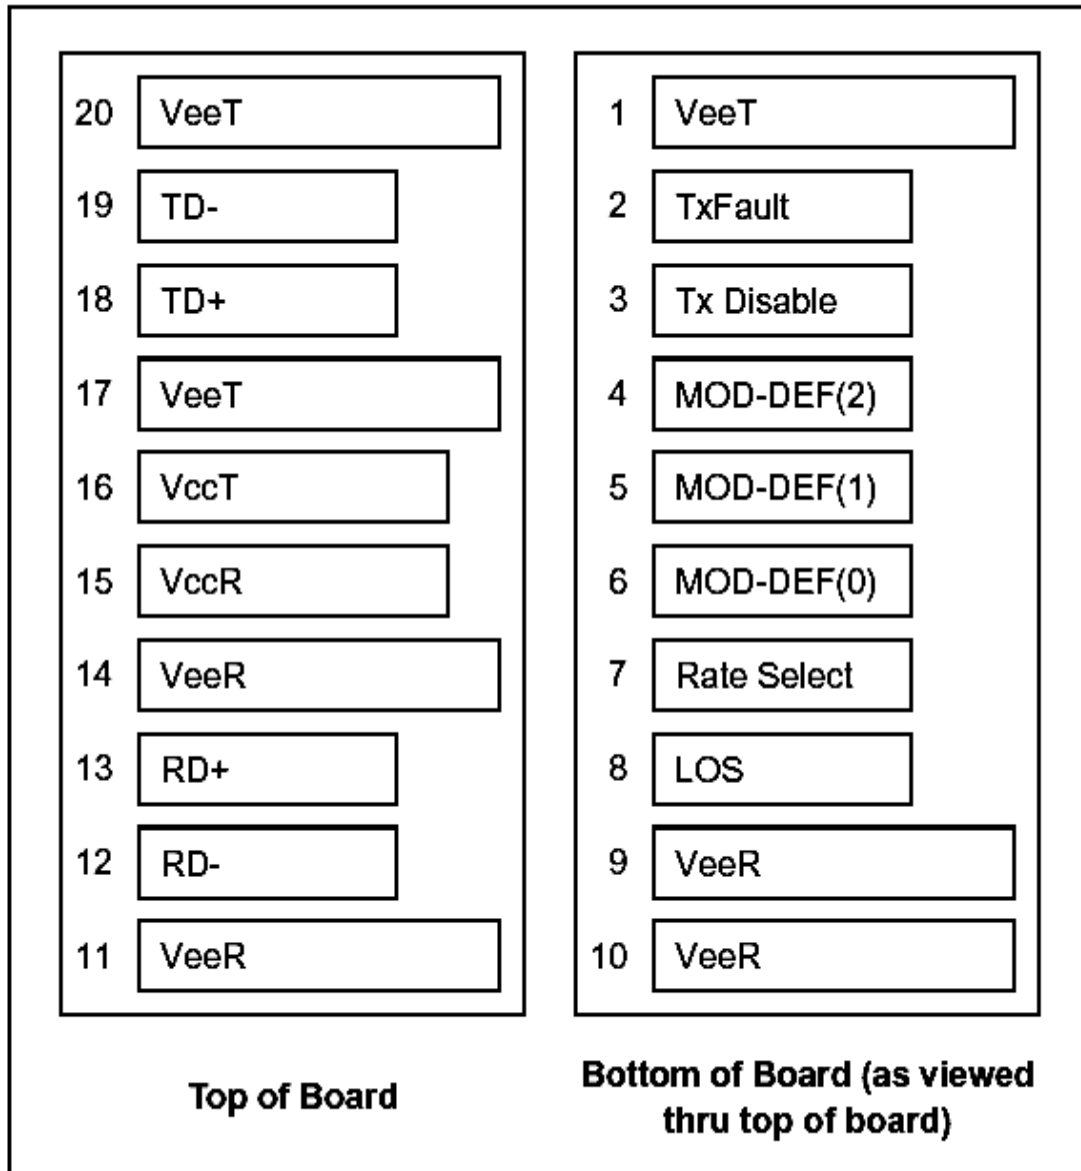 20 VeeT
19 TD-
18 TD+
17 VeeT
16 VccT
15 VccR
14 VeeR
13 RD+
12 RD-
11 VeeR
Top of Board
1 VeeT
2 TxFault
3 Tx Disable
4 MOD-DEF(2)
5 MOD-DEF(1)
6 MOD-DEF(0)
7 Rate Select
8 LOS
9 VeeR
10 VeeR
Bottom of Board (as viewed
thru top of board)